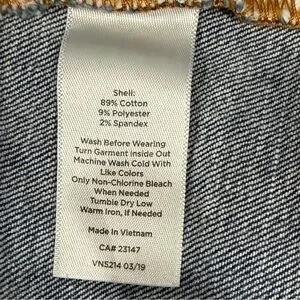 Shell:
89% Cotton
9% Polyester
2% Spandex
Wash Before Wearing
Turn Garment Inside Out
Machine Wash Cold With
Like Colors
Only Non-Chlorine Bleach
When Needed
Tumble Dry Low
Warm Iron, If Needed
Made In Vietnam
CA# 23147
VN5214 03/19